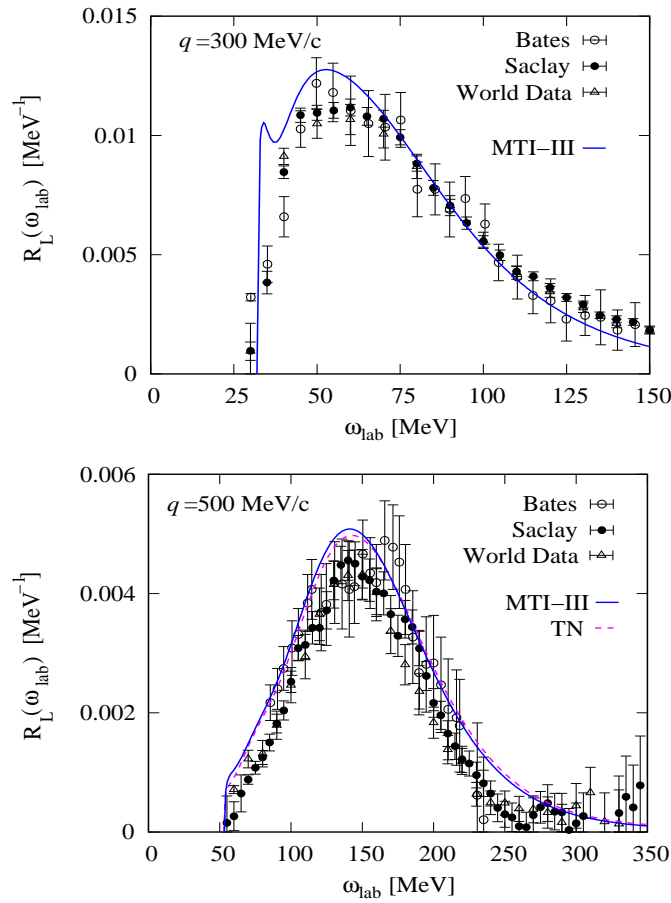 0.015
q =300 MeV/c
Bates
Saclay
World Data
0.01
MTI−III
R_L(ω_lab) [MeV⁻¹]
0.005
0
0 25 50 75 100 125 150
ω_lab [MeV]
0.006
q =500 MeV/c
Bates
Saclay
World Data
0.004
MTI−III
TN
R_L(ω_lab) [MeV⁻¹]
0.002
0
0 50 100 150 200 250 300 350
ω_lab [MeV]